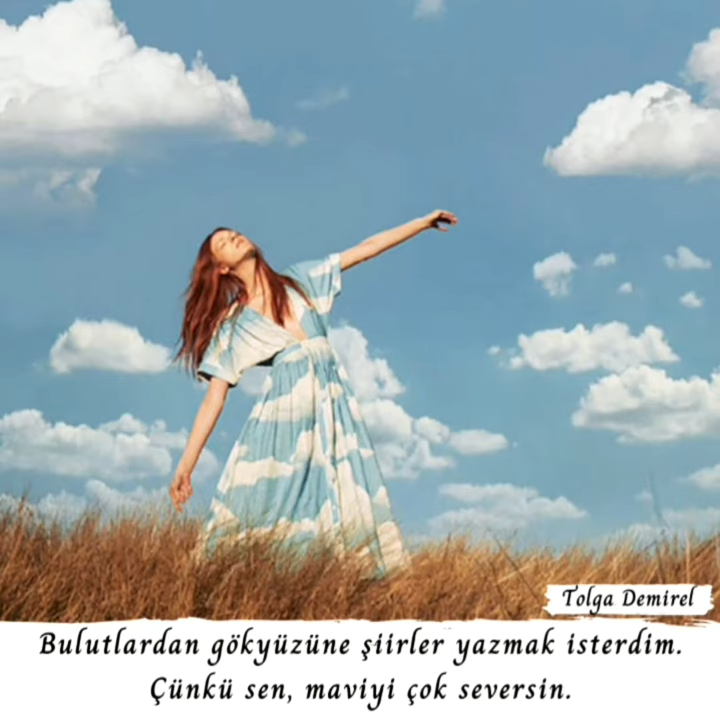 Tolga Demirel
Bulutlardan gökyüzüne şiirler yazmak isterdim.
Çünkü sen, maviyi çok seversin.